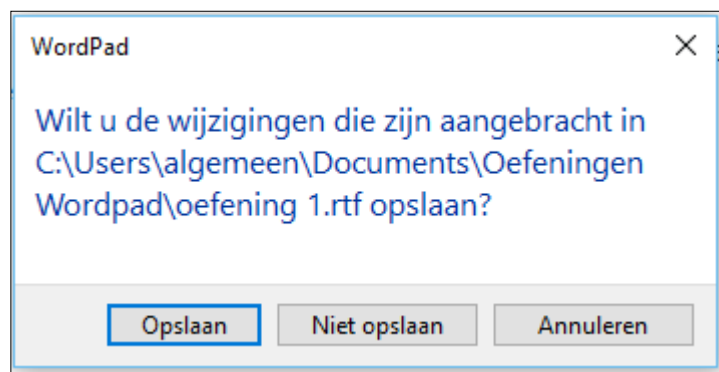 WordPad
Wilt u de wijzigingen die zijn aangebracht in
C:\Users\algemeen\Documents\Oefeningen
Wordpad\oefening 1.rtf opslaan?
Opslaan Niet opslaan Annuleren